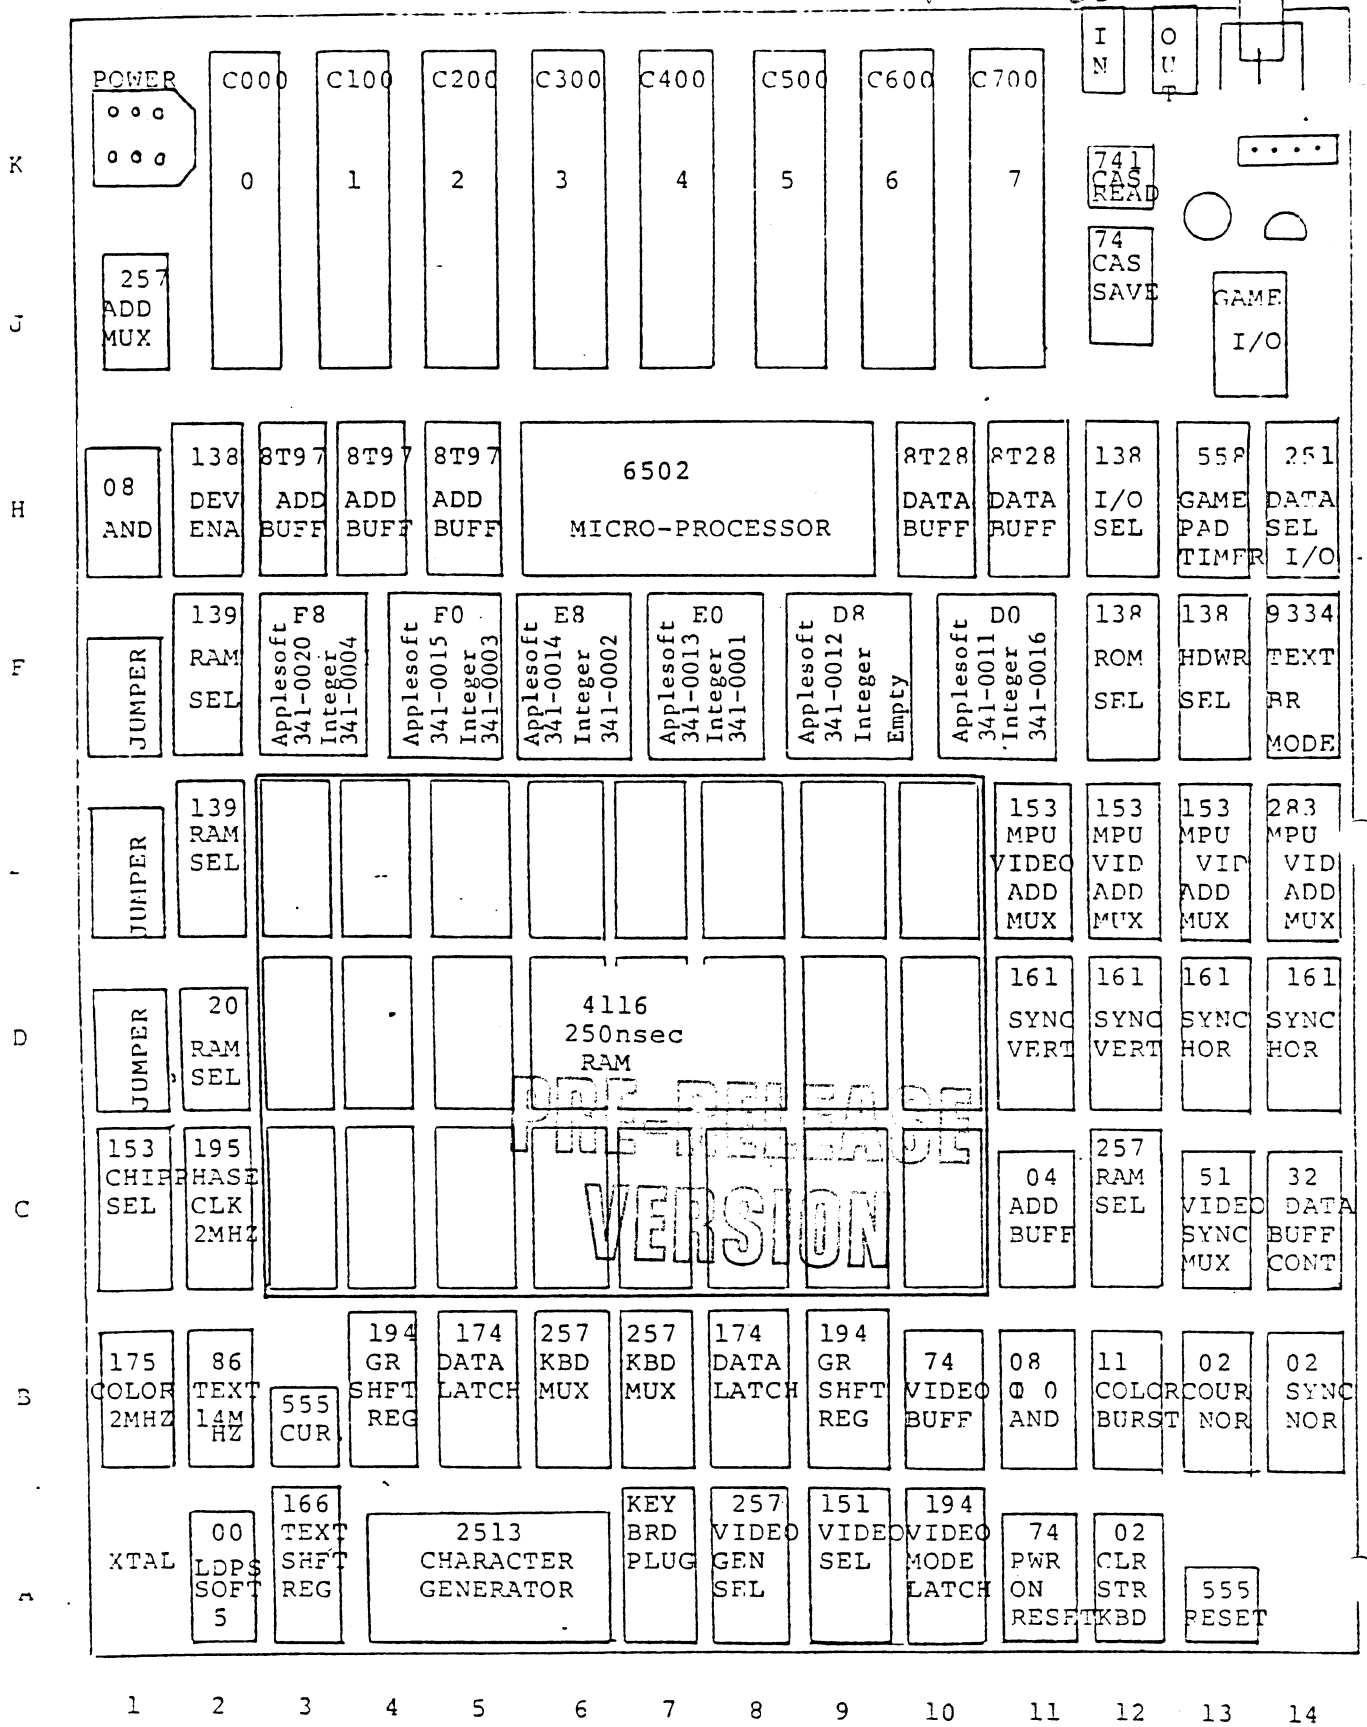 I N
O U T
POWER
C000
C100
C200
C300
C400
C500
C600
C700
K
0
1
2
3
4
5
6
7
741
CAS
READ
74
CAS
SAVE
J
257
ADD
MUX
GAME
I/O
H
08
AND
138
DEV
ENA
8T97
ADD
BUFF
8T97
ADD
BUFF
8T97
ADD
BUFF
6502
MICRO-PROCESSOR
8T28
DATA
BUFF
8T28
DATA
BUFF
138
I/O
SEL
558
GAME
PAD
TIMER
251
DATA
SEL
I/O
F
JUMPER
139
RAM
SEL
F8
Applesoft
341-0020
Integer
341-0004
F0
Applesoft
341-0015
Integer
341-0003
E8
Applesoft
341-0014
Integer
341-0002
E0
Applesoft
341-0013
Integer
341-0001
D8
Applesoft
341-0012
Integer
Empty
D0
Applesoft
341-0011
Integer
341-0016
138
ROM
SEL
138
HDWR
SEL
9334
TEXT
BR
MODE
JUMPER
139
RAM
SEL
153
MPU
VIDEO
ADD
MUX
153
MPU
VID
ADD
MUX
153
MPU
VID
ADD
MUX
283
MPU
VID
ADD
MUX
D
JUMPER
20
RAM
SEL
4116
250nsec
RAM
161
SYNC
VERT
161
SYNC
VERT
161
SYNC
HOR
161
SYNC
HOR
PRE-RELEASE
VERSION
C
153
CHIP
SEL
195
PHASE
CLK
2MHZ
04
ADD
BUFF
257
RAM
SEL
51
VIDEO
SYNC
MUX
32
DATA
BUFF
CONT
B
175
COLOR
2MHZ
86
TEXT
14M
HZ
555
CUR
194
GR
SHFT
REG
174
DATA
LATCH
257
KBD
MUX
257
KBD
MUX
174
DATA
LATCH
194
GR
SHFT
REG
74
VIDEO
BUFF
08
0 0
AND
11
COLOR
BURST
02
COUR
NOR
02
SYNC
NOR
A
XTAL
00
LDPS
SOFT
5
166
TEXT
SHFT
REG
2513
CHARACTER
GENERATOR
KEY
BRD
PLUG
257
VIDEO
GEN
SEL
151
VIDEO
SEL
194
VIDEO
MODE
LATCH
74
PWR
ON
RESET
02
CLR
STR
KBD
555
RESET
1 2 3 4 5 6 7 8 9 10 11 12 13 14